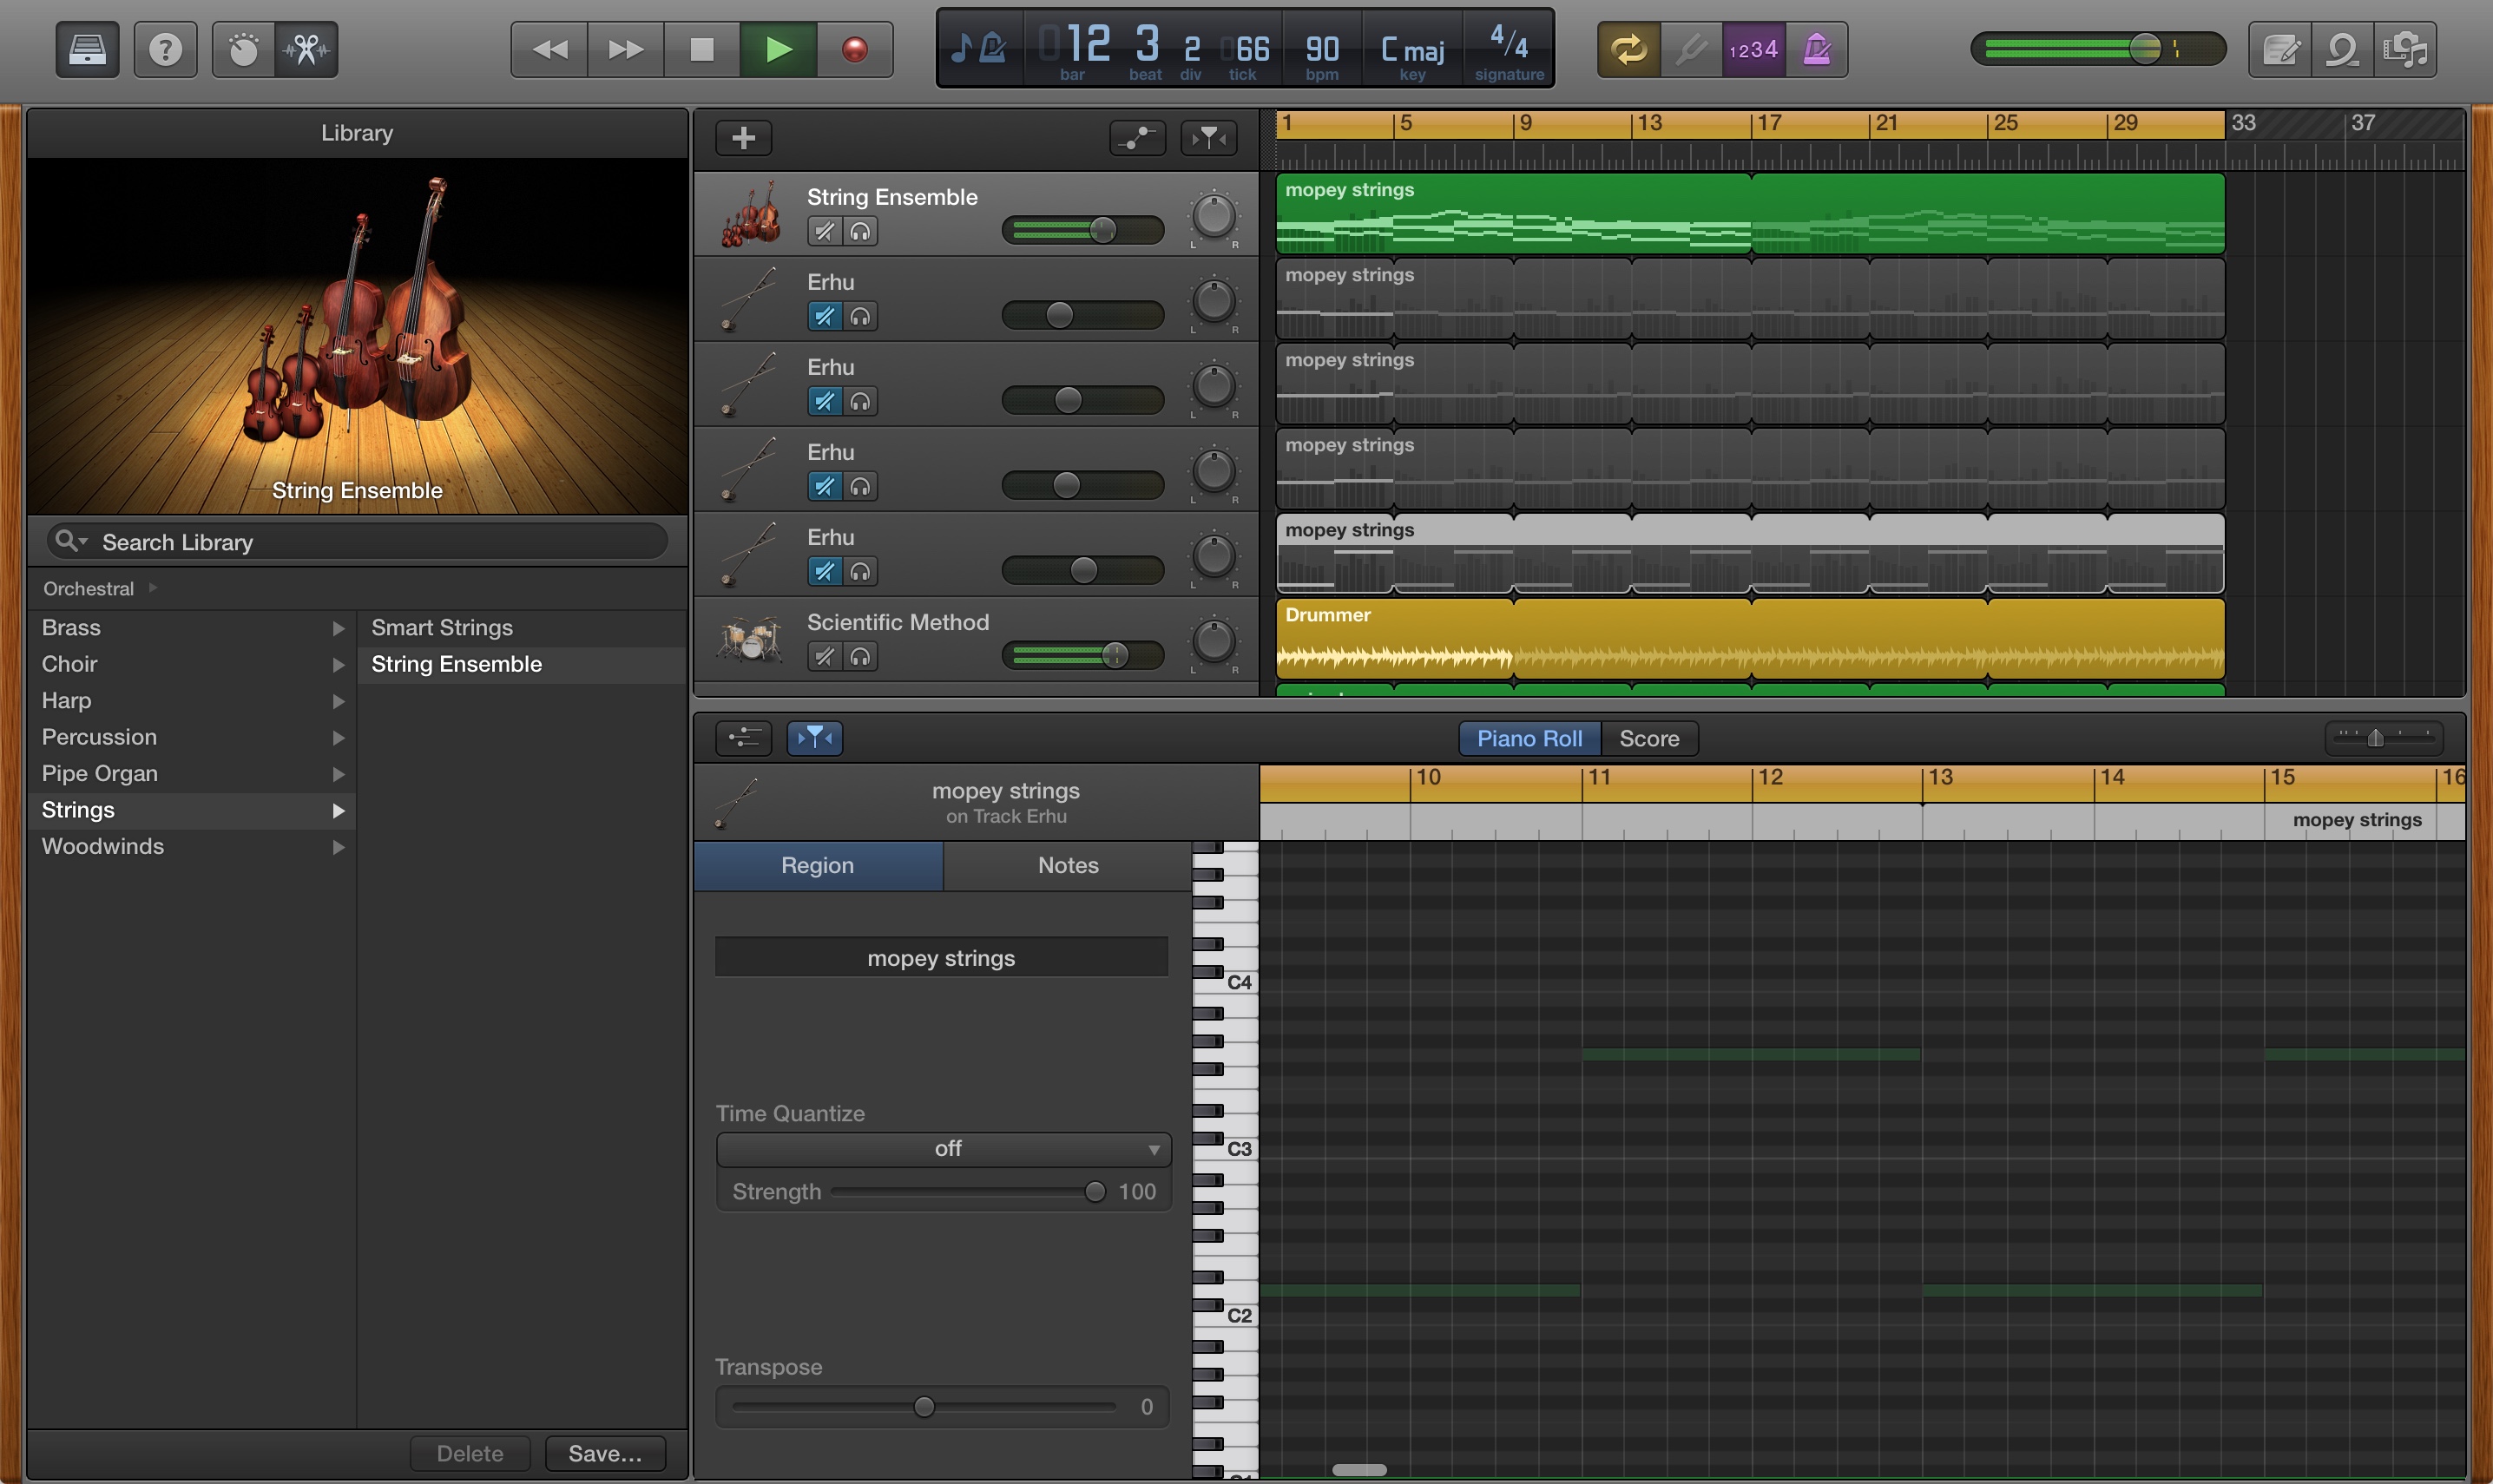 12 3 2 66 90 C maj 4/4
bar beat div tick bpm key signature
1234
Library
String Ensemble
Search Library
Orchestral
Brass
Choir
Harp
Percussion
Pipe Organ
Strings
Woodwinds
Smart Strings
String Ensemble
Delete
Save...
1 5 9 13 17 21 25 29 33 37
String Ensemble
L R
mopey strings
Erhu
L R
mopey strings
Erhu
L R
mopey strings
Erhu
L R
mopey strings
Erhu
L R
mopey strings
Scientific Method
L R
Drummer
Piano Roll
Score
mopey strings
on Track Erhu
10 11 12 13 14 15 16
mopey strings
Region
Notes
mopey strings
Time Quantize
off
Strength 100
Transpose
0
C4
C3
C2